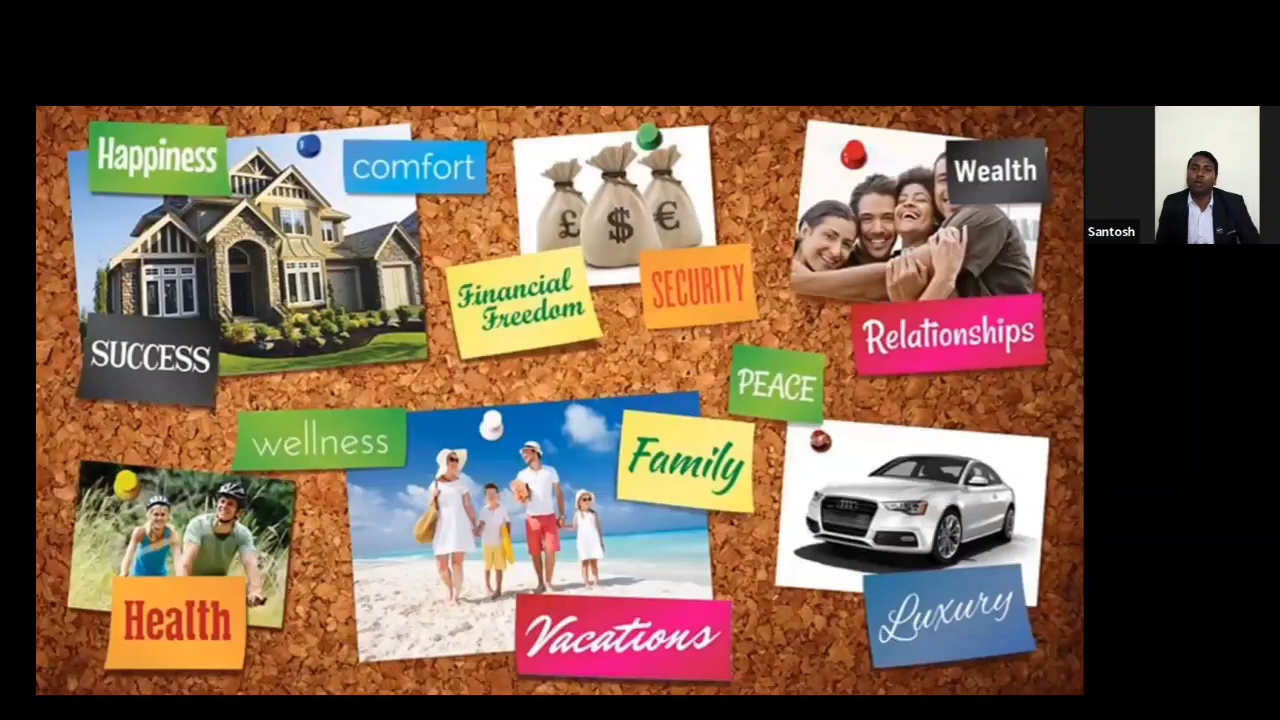 Happiness
comfort
£
$
€
Wealth
Santosh
Financial
Freedom
SECURITY
SUCCESS
Relationships
PEACE
wellness
Family
Health
Vacations
Luxury